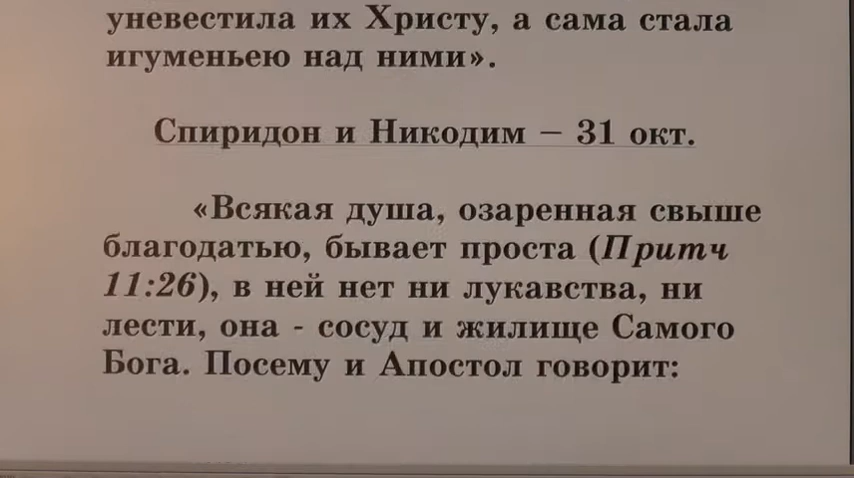 уневестила их Христу, а сама стала
игуменьею над ними».
Спиридон и Никодим – 31 окт.
«Всякая душа, озаренная свыше
благодатью, бывает проста (Притч
11:26), в ней нет ни лукавства, ни
лести, она - сосуд и жилище Самого
Бога. Посему и Апостол говорит: